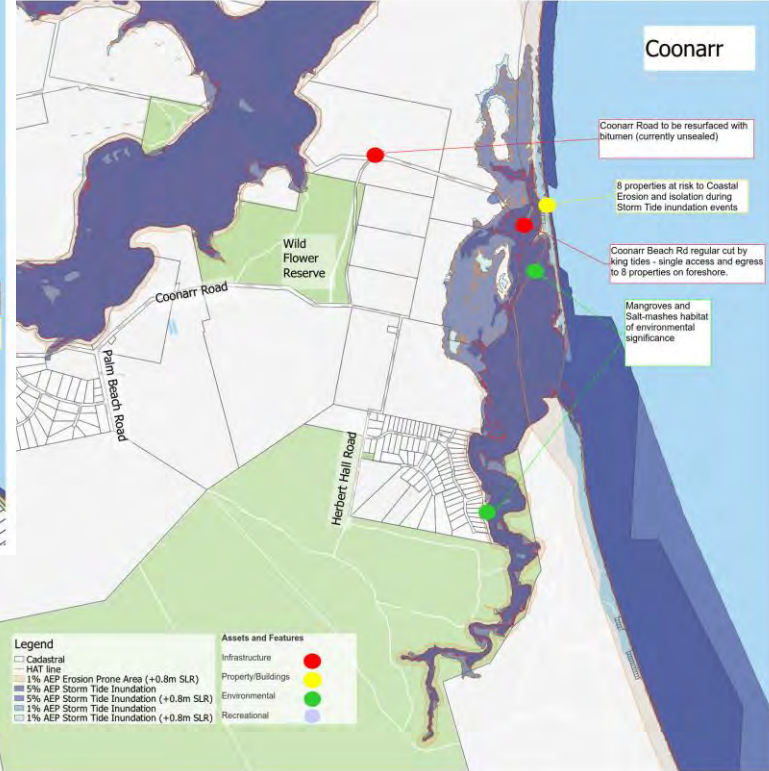 Coonarr
Coonarr Road to be resurfaced with
bitumen (currently unsealed)
8 properties at risk to Coastal
Erosion and isolation during
Storm Tide inundation events
Coonarr Beach Rd regular cut by
king tides - single access and egress
to 8 properties on foreshore.
Mangroves and
Salt-mashes habitat
of environmental
significance
Wild
Flower
Reserve
Coonarr Road
Palm Beach Road
Herbert Hall Road
Legend
Cadastral
HAT line
1% AEP Erosion Prone Area (+0.8m SLR)
5% AEP Storm Tide Inundation
5% AEP Storm Tide Inundation (+0.8m SLR)
1% AEP Storm Tide Inundation
1% AEP Storm Tide Inundation (+0.8m SLR)
Assets and Features
Infrastructure
Property/Buildings
Environmental
Recreational